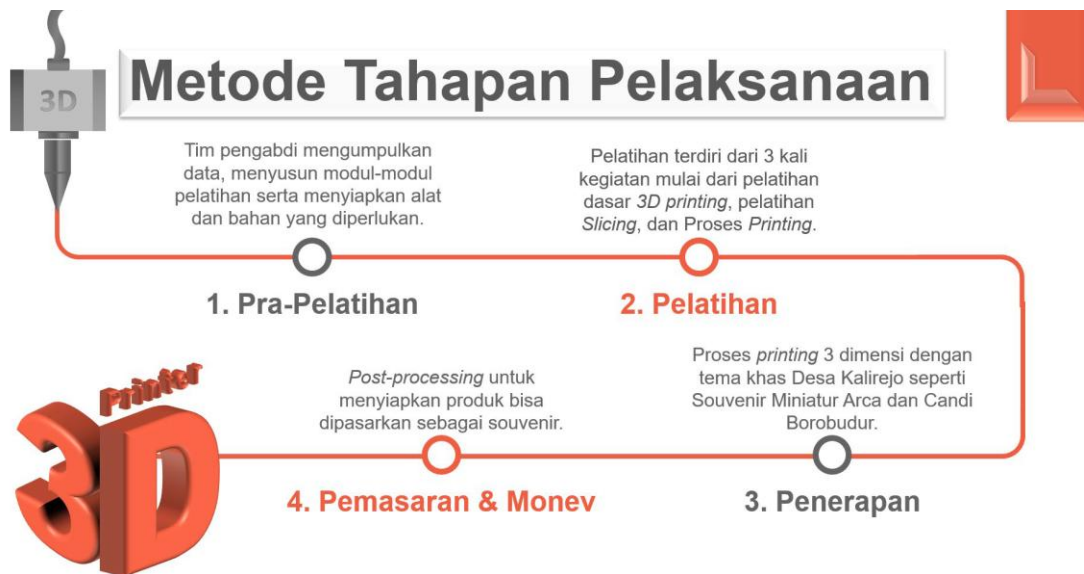 3D
Metode Tahapan Pelaksanaan
Tim pengabdi mengumpulkan
data, menyusun modul-modul
pelatihan serta menyiapkan alat
dan bahan yang diperlukan.
1. Pra-Pelatihan
Pelatihan terdiri dari 3 kali
kegiatan mulai dari pelatihan
dasar 3D printing, pelatihan
Slicing, dan Proses Printing.
2. Pelatihan
Proses printing 3 dimensi dengan
tema khas Desa Kalirejo seperti
Souvenir Miniatur Arca dan Candi
Borobudur.
3. Penerapan
Post-processing untuk
menyiapkan produk bisa
dipasarkan sebagai souvenir.
4. Pemasaran & Monev
Printer
3D